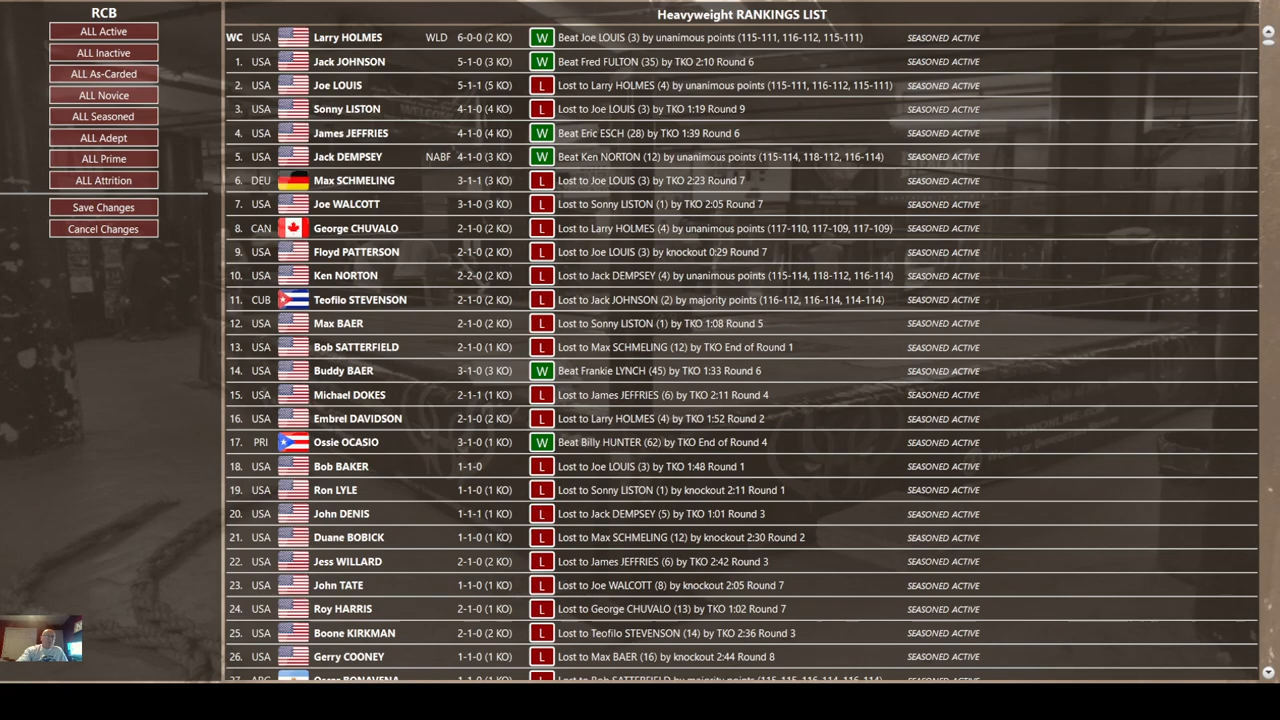 RCB
ALL Active
ALL Inactive
ALL As-Carded
ALL Novice
ALL Seasoned
ALL Adept
ALL Prime
ALL Attrition
Save Changes
Cancel Changes
Heavyweight RANKINGS LIST
WC USA Larry HOLMES WLD 6-0-0 (2 KO) W Beat Joe LOUIS (3) by unanimous points (115-111, 116-112, 115-111) SEASONED ACTIVE
1. USA Jack JOHNSON 5-1-0 (3 KO) W Beat Fred FULTON (35) by TKO 2:10 Round 6 SEASONED ACTIVE
2. USA Joe LOUIS 5-1-1 (5 KO) L Lost to Larry HOLMES (4) by unanimous points (115-111, 116-112, 115-111) SEASONED ACTIVE
3. USA Sonny LISTON 4-1-0 (4 KO) L Lost to Joe LOUIS (3) by TKO 1:19 Round 9 SEASONED ACTIVE
4. USA James JEFFRIES 4-1-0 (4 KO) W Beat Eric ESCH (28) by TKO 1:39 Round 6 SEASONED ACTIVE
5. USA Jack DEMPSEY NABF 4-1-0 (3 KO) W Beat Ken NORTON (12) by unanimous points (115-114, 118-112, 116-114) SEASONED ACTIVE
6. DEU Max SCHMELING 3-1-1 (3 KO) L Lost to Joe LOUIS (3) by TKO 2:23 Round 7 SEASONED ACTIVE
7. USA Joe WALCOTT 3-1-0 (3 KO) L Lost to Sonny LISTON (1) by TKO 2:05 Round 7 SEASONED ACTIVE
8. CAN George CHUVALO 2-1-0 (2 KO) L Lost to Larry HOLMES (4) by unanimous points (117-110, 117-109, 117-109) SEASONED ACTIVE
9. USA Floyd PATTERSON 2-1-0 (2 KO) L Lost to Joe LOUIS (3) by knockout 0:29 Round 7 SEASONED ACTIVE
10. USA Ken NORTON 2-2-0 (2 KO) L Lost to Jack DEMPSEY (4) by unanimous points (115-114, 118-112, 116-114) SEASONED ACTIVE
11. CUB Teofilo STEVENSON 2-1-0 (2 KO) L Lost to Jack JOHNSON (2) by majority points (116-112, 116-114, 114-114) SEASONED ACTIVE
12. USA Max BAER 2-1-0 (2 KO) L Lost to Sonny LISTON (1) by TKO 1:08 Round 5 SEASONED ACTIVE
13. USA Bob SATTERFIELD 2-1-0 (1 KO) L Lost to Max SCHMELING (12) by TKO End of Round 1 SEASONED ACTIVE
14. USA Buddy BAER 3-1-0 (3 KO) W Beat Frankie LYNCH (45) by TKO 1:33 Round 6 SEASONED ACTIVE
15. USA Michael DOKES 2-1-1 (1 KO) L Lost to James JEFFRIES (6) by TKO 2:11 Round 4 SEASONED ACTIVE
16. USA Embrel DAVIDSON 2-1-0 (2 KO) L Lost to Larry HOLMES (4) by TKO 1:52 Round 2 SEASONED ACTIVE
17. PRI Ossie OCASIO 3-1-0 (1 KO) W Beat Billy HUNTER (62) by TKO End of Round 4 SEASONED ACTIVE
18. USA Bob BAKER 1-1-0 L Lost to Joe LOUIS (3) by TKO 1:48 Round 1 SEASONED ACTIVE
19. USA Ron LYLE 1-1-0 (1 KO) L Lost to Sonny LISTON (1) by knockout 2:11 Round 1 SEASONED ACTIVE
20. USA John DENIS 1-1-1 (1 KO) L Lost to Jack DEMPSEY (5) by TKO 1:01 Round 3 SEASONED ACTIVE
21. USA Duane BOBICK 1-1-0 (1 KO) L Lost to Max SCHMELING (12) by knockout 2:30 Round 2 SEASONED ACTIVE
22. USA Jess WILLARD 2-1-0 (2 KO) L Lost to James JEFFRIES (6) by TKO 2:42 Round 3 SEASONED ACTIVE
23. USA John TATE 1-1-0 (1 KO) L Lost to Joe WALCOTT (8) by knockout 2:05 Round 7 SEASONED ACTIVE
24. USA Roy HARRIS 2-1-0 (1 KO) L Lost to George CHUVALO (13) by TKO 1:02 Round 7 SEASONED ACTIVE
25. USA Boone KIRKMAN 2-1-0 (2 KO) L Lost to Teofilo STEVENSON (14) by TKO 2:36 Round 3 SEASONED ACTIVE
26. USA Gerry COONEY 1-1-0 (1 KO) L Lost to Max BAER (16) by knockout 2:44 Round 8 SEASONED ACTIVE